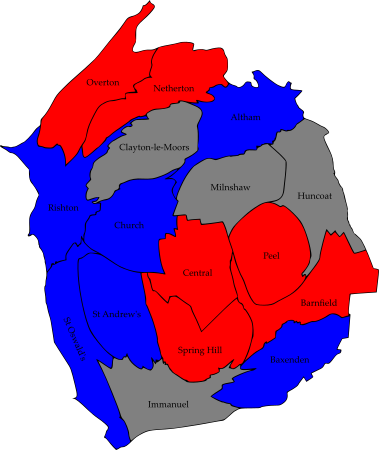 Overton
Netherton
Altham
Clayton-le-Moors
Milnshaw
Huncoat
Rishton
Church
Peel
Central
Barnfield
St Andrew's
St Oswald's
Spring Hill
Baxenden
Immanuel